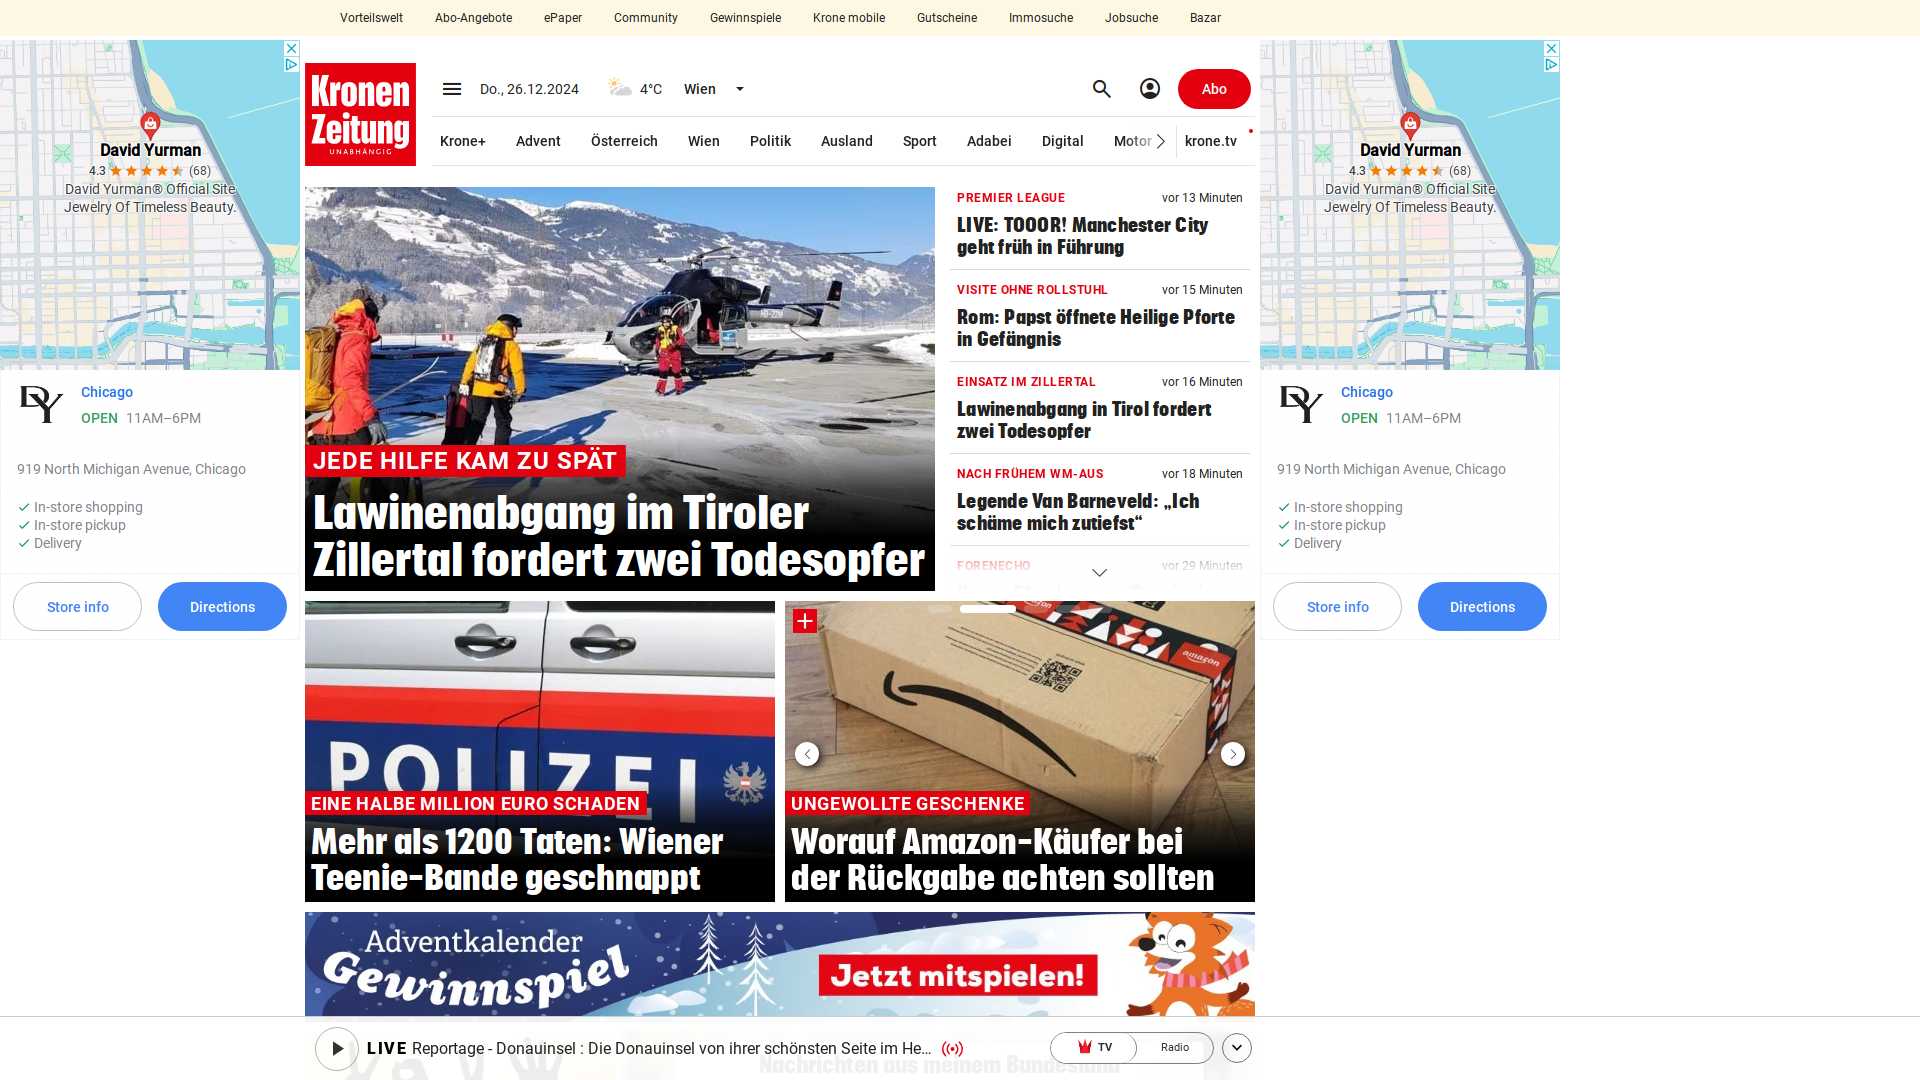 Vorteilswelt Abo-Angebote ePaper Community Gewinnspiele Krone mobile Gutscheine Immosuche Jobsuche Bazar
Kronen
Zeitung
UNABHÄNGIG
Do., 26.12.2024 4°C Wien
Abo
Krone+ Advent Österreich Wien Politik Ausland Sport Adabei Digital Motor krone.tv
David Yurman
4.3 (68)
David Yurman® Official Site
Jewelry Of Timeless Beauty.
DY
Chicago
OPEN 11AM–6PM
919 North Michigan Avenue, Chicago
In-store shopping
In-store pickup
Delivery
Store info
Directions
JEDE HILFE KAM ZU SPÄT
Lawinenabgang im Tiroler
Zillertal fordert zwei Todesopfer
PREMIER LEAGUE vor 13 Minuten
LIVE: TOOOR! Manchester City
geht früh in Führung
VISITE OHNE ROLLSTUHL vor 15 Minuten
Rom: Papst öffnete Heilige Pforte
in Gefängnis
EINSATZ IM ZILLERTAL vor 16 Minuten
Lawinenabgang in Tirol fordert
zwei Todesopfer
NACH FRÜHEM WM-AUS vor 18 Minuten
Legende Van Barneveld: „Ich
schäme mich zutiefst“
FORENECHO vor 29 Minuten
David Yurman
4.3 (68)
David Yurman® Official Site
Jewelry Of Timeless Beauty.
DY
Chicago
OPEN 11AM–6PM
919 North Michigan Avenue, Chicago
In-store shopping
In-store pickup
Delivery
Store info
Directions
POLIZEI
EINE HALBE MILLION EURO SCHADEN
Mehr als 1200 Taten: Wiener
Teenie-Bande geschnappt
amazon
UNGEWOLLTE GESCHENKE
Worauf Amazon-Käufer bei
der Rückgabe achten sollten
Adventkalender
Gewinnspiel
Jetzt mitspielen!
LIVE Reportage - Donauinsel : Die Donauinsel von ihrer schönsten Seite im He...
TV
Radio
Nachrichten aus meinem Bundesland